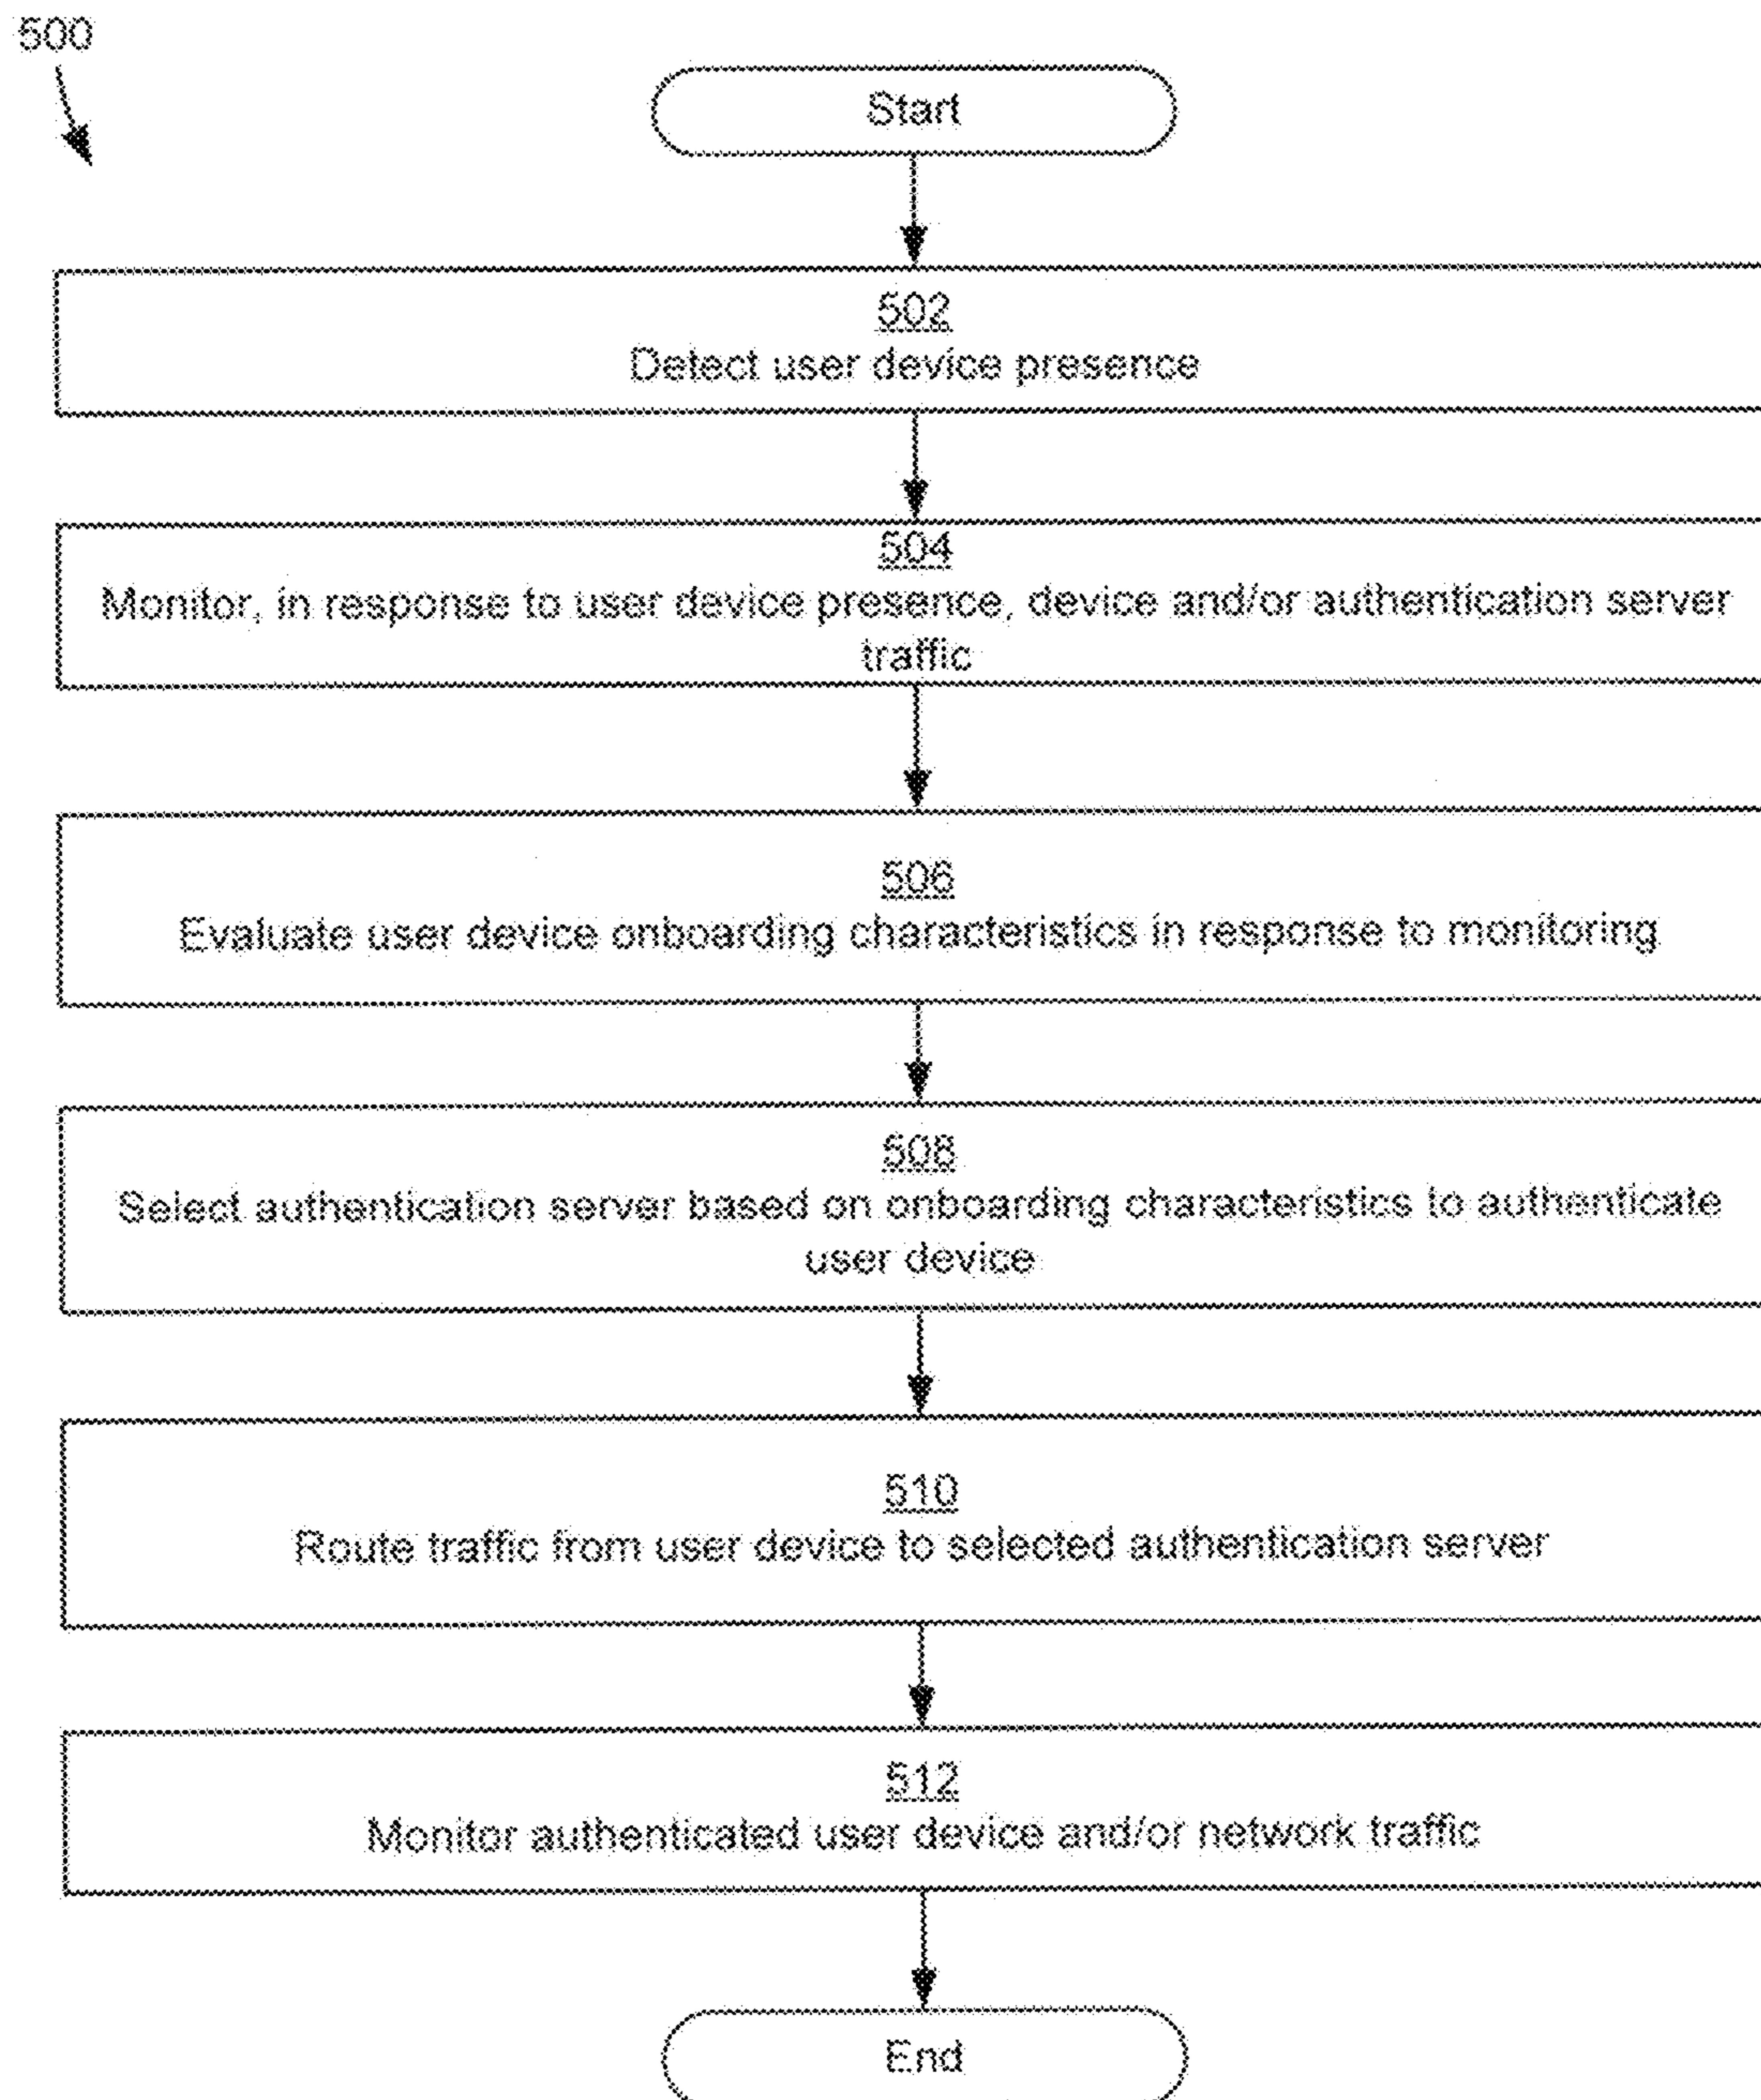 500
Start
502
Detect user device presence
504
Monitor, in response to user device presence, device and/or authentication server
traffic
506
Evaluate user device onboarding characteristics in response to monitoring
508
Select authentication server based on onboarding characteristics to authenticate
user device
510
Route traffic from user device to selected authentication server
512
Monitor authenticated user device and/or network traffic
End